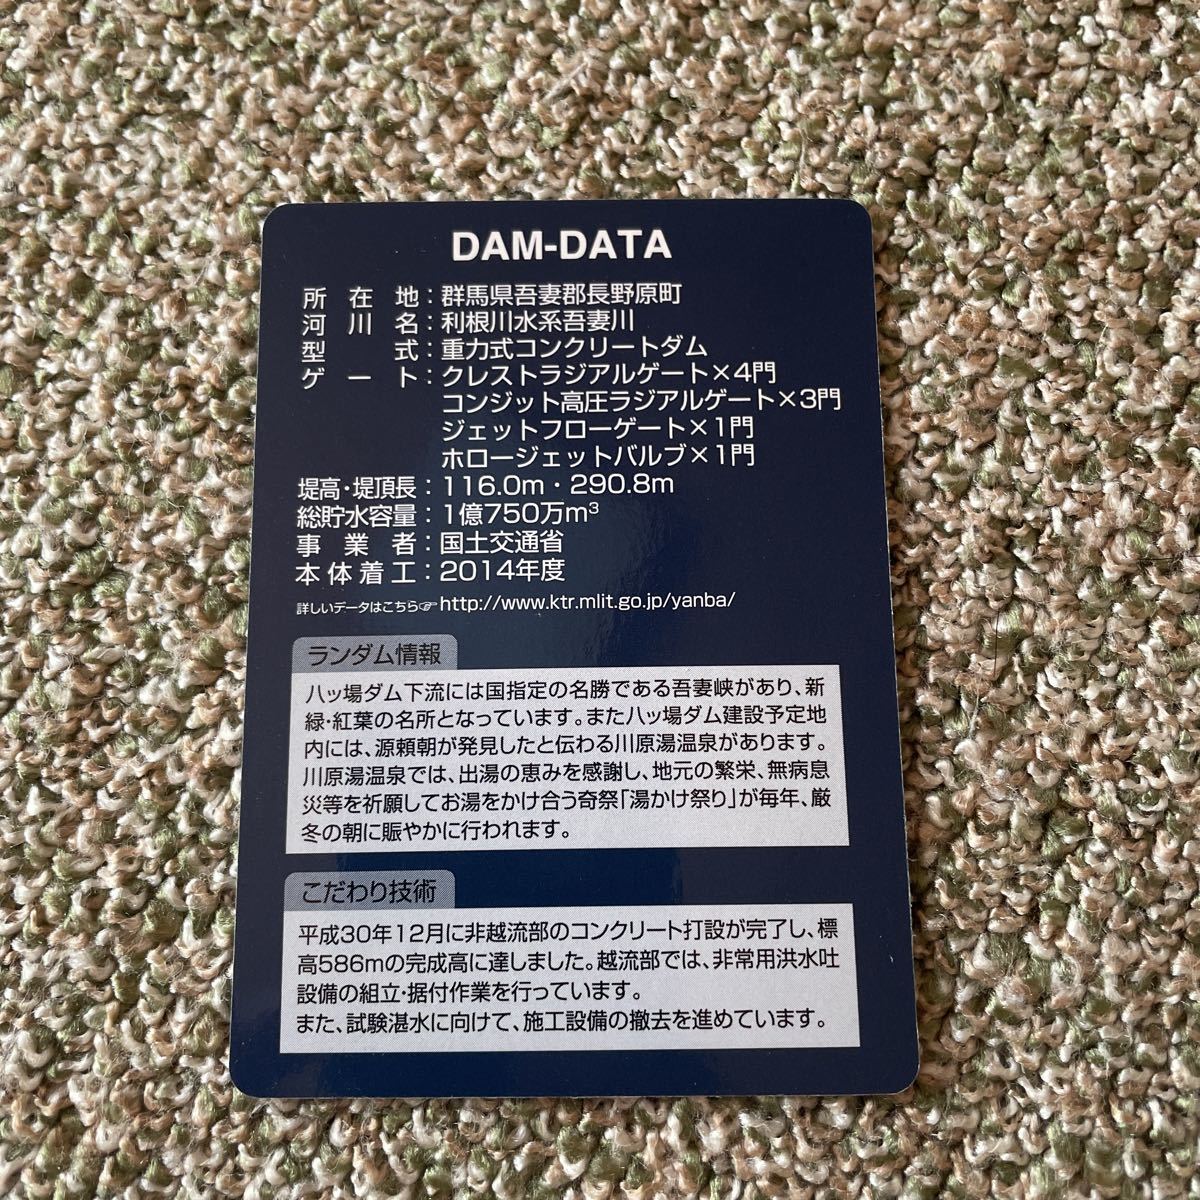 DAM-DATA
所在地：群馬県吾妻郡長野原町
河川名：利根川水系吾妻川
型式：重力式コンクリートダム
ゲート：クレストラジアルゲート×4門
コンジット高圧ラジアルゲート×3門
ジェットフローゲート×1門
ホロージェットバルブ×1門
堤高・堤頂長：116.0m・290.8m
総貯水容量：1億750万m³
事業者：国土交通省
本体着工：2014年度
詳しいデータはこちら☞http://www.ktr.mlit.go.jp/yanba/
ランダム情報
八ッ場ダム下流には国指定の名勝である吾妻峡があり、新
緑・紅葉の名所となっています。また八ッ場ダム建設予定地
内には、源頼朝が発見したと伝わる川原湯温泉があります。
川原湯温泉では、出湯の恵みを感謝し、地元の繁栄、無病息
災等を祈願してお湯をかけ合う奇祭「湯かけ祭り」が毎年、厳
冬の朝に賑やかに行われます。
こだわり技術
平成30年12月に非越流部のコンクリート打設が完了し、標
高586mの完成高に達しました。越流部では、非常用洪水吐
設備の組立・据付作業を行っています。
また、試験湛水に向けて、施工設備の撤去を進めています。